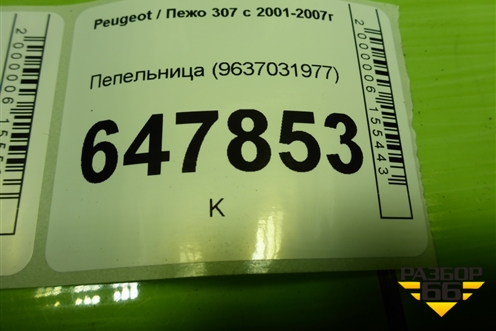 Peugeot / Пежо 307 с 2001-2007г
Пепельница (9637031977)
647853
К
2000006155443
РАЗБОР
66